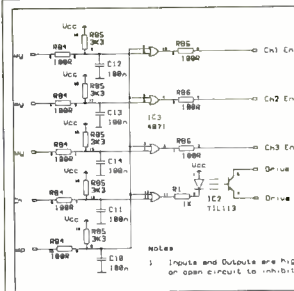 Vcc
RB5
3K3
RB4
100R
C12
100n
RB6
100R
Ch1 En
Vcc
RB5
3K3
RB4
100R
C13
100n
RB6
100R
Ch2 En
IC3
4071
Vcc
RB5
3K3
RB4
100R
C14
100n
RB6
100R
Ch3 En
Vcc
RB5
3K3
RB4
100R
C11
100n
R1
1K
Vcc
IC2
TIL113
Drive
Drive
Vcc
RB5
3K3
RB4
100R
C10
100n
Notes
1 Inputs and Outputs are hig
or open circuit to inhibit